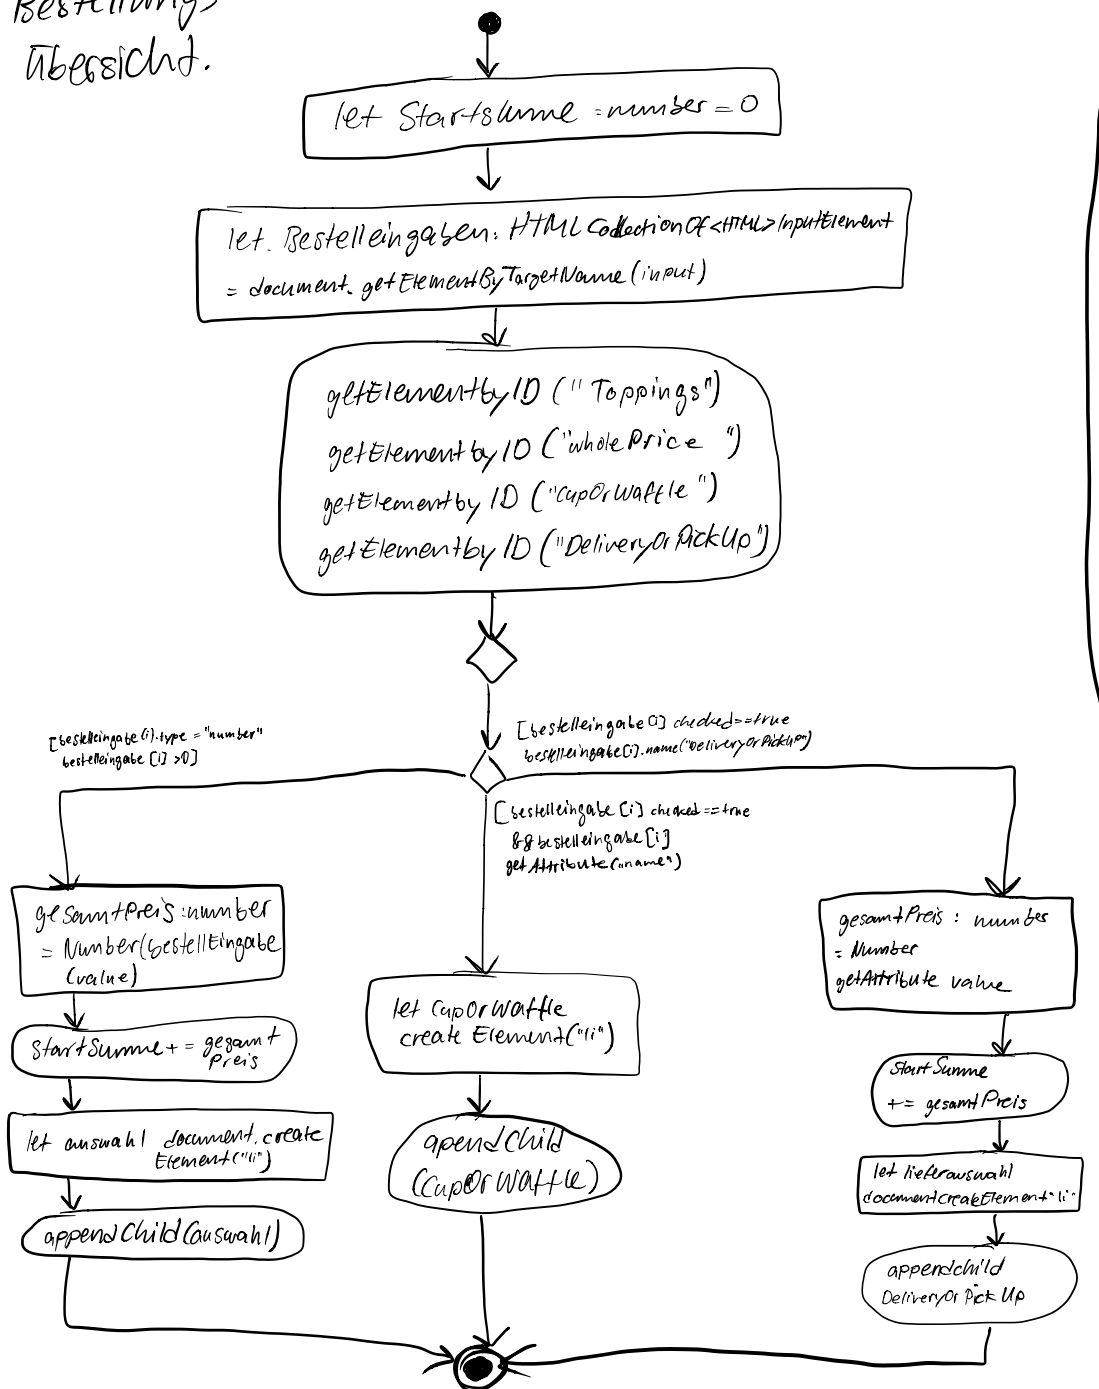 Bestellungs
Übersicht.
let Startsumme : number = 0
let. Bestelleingaben: HTMLCollectionOf <HTML> InputElement
= document. getElementByTargetName (input)
getElementbyID ("Toppings")
getElementbyID ("wholePrice ")
getElementbyID ("CupOrWaffle ")
getElementbyID ("DeliveryOrPickUp")
[bestelleingabe (i).type = "number"
bestelleingabe [i] >0]
[bestelleingabe [i] checked==true
bestelleingabe[i].name("DeliveryOrPickUp")
[bestelleingabe [i] checked==true
&& bestelleingabe [i]
getAttribute("name")
gesamtPreis:number
= Number(bestellEingabe
(value)
StartSumme += gesamt
Preis
let auswahl document.create
Element("li")
appendChild(auswahl)
let CupOrWaffle
create Element("li")
apendChild
(CupOrWaffle)
gesamtPreis : number
= Number
getAttribute value
StartSumme
+= gesamtPreis
let lieferauswahl
documentcreateElement"li"
appendchild
DeliveryOrPickUp